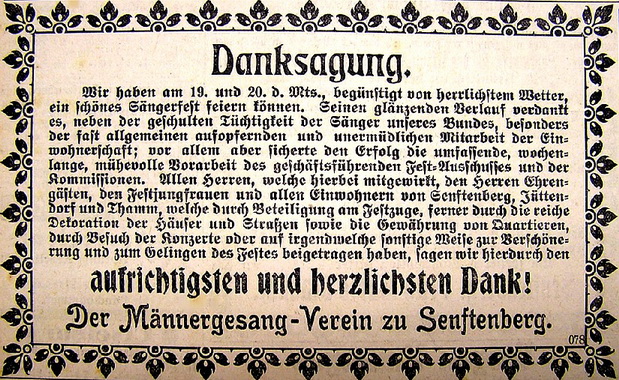 Danksagung.
Wir haben am 19. und 20. d. Mts., begünstigt von herrlichstem Wetter,
ein schönes Sängerfest feiern können. Seinen glänzenden Verlauf verdankt
es, neben der geschulten Tüchtigkeit der Sänger unseres Bundes, besonders
der fast allgemeinen aufopfernden und unermüdlichen Mitarbeit der Ein-
wohnerschaft; vor allem aber sicherte den Erfolg die umfassende, wochen-
lange, mühevolle Vorarbeit des geschäftsführenden Fest-Ausschusses und der
Kommissionen. Allen Herren, welche hierbei mitgewirkt, den Herren Ehren-
gästen, den Festjungfrauen und allen Einwohnern von Senftenberg, Jütten-
dorf und Thamm, welche durch Beteiligung am Festzuge, ferner durch die reiche
Dekoration der Häuser und Straßen sowie die Gewährung von Quartieren,
durch Besuch der Konzerte oder auf irgendwelche sonstige Weise zur Verschöne-
rung und zum Gelingen des Festes beigetragen haben, sagen wir hierdurch den
aufrichtigsten und herzlichsten Dank!
Der Männergesang-Verein zu Senftenberg.
078